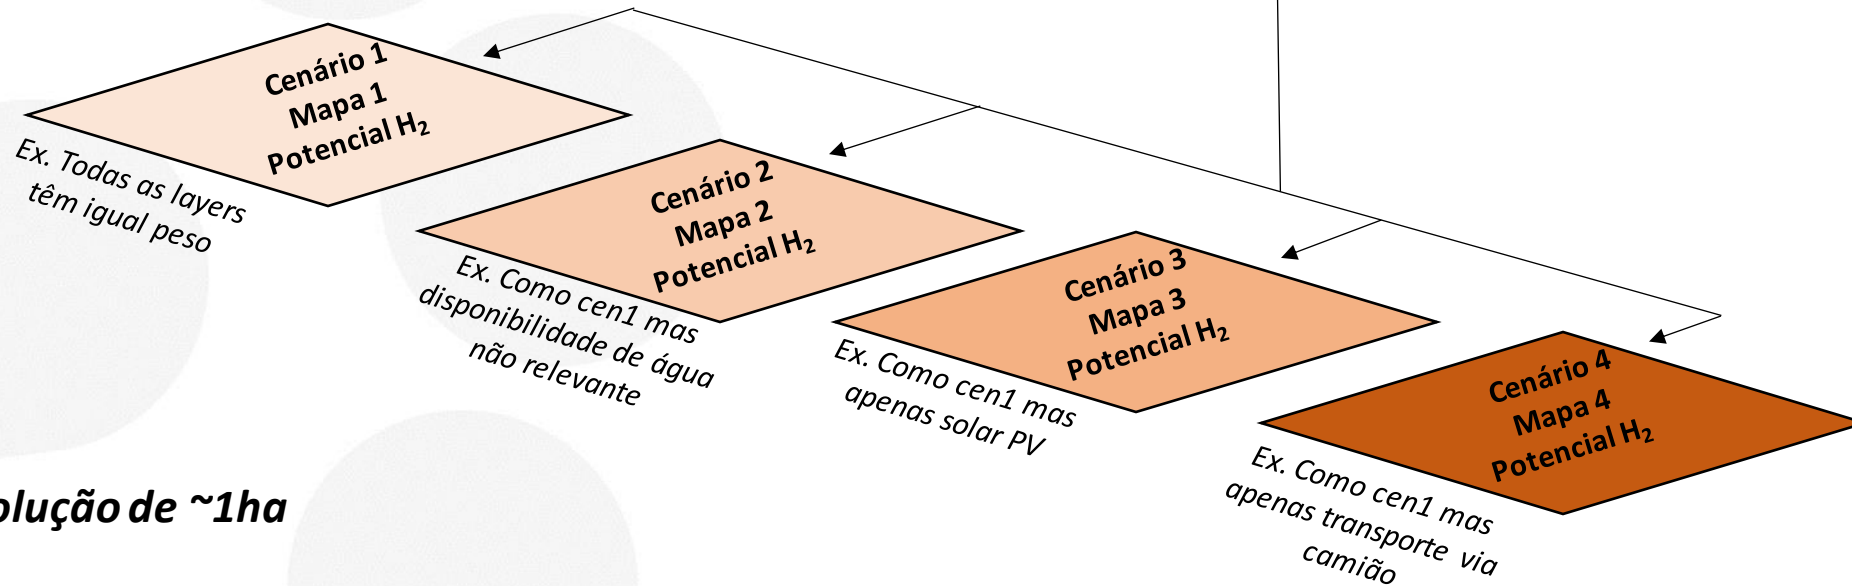 Cenário 1
Mapa 1
Potencial H₂
Ex. Todas as layers
têm igual peso
Cenário 2
Mapa 2
Potencial H₂
Ex. Como cen1 mas
disponibilidade de água
não relevante
Cenário 3
Mapa 3
Potencial H₂
Ex. Como cen1 mas
apenas solar PV
Cenário 4
Mapa 4
Potencial H₂
Ex. Como cen1 mas
apenas transporte via
camião
olução de ~1ha